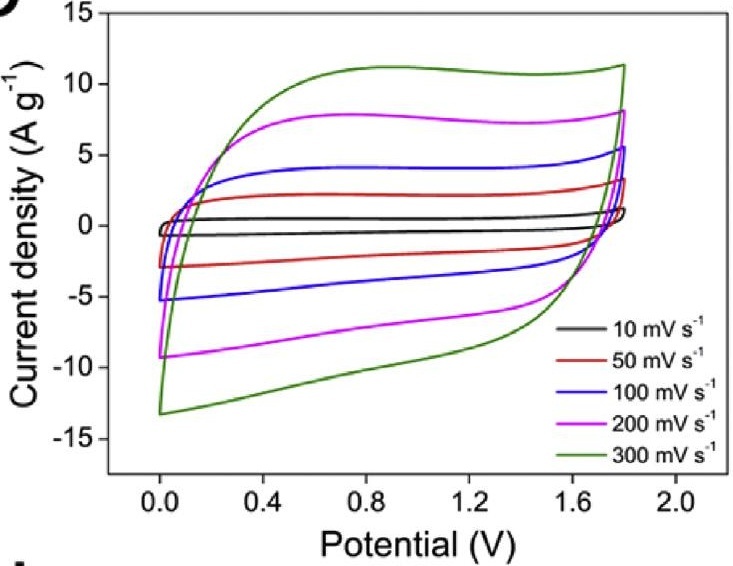 15
10
5
0
-5
-10
-15
Current density (A g⁻¹)
10 mV s⁻¹
50 mV s⁻¹
100 mV s⁻¹
200 mV s⁻¹
300 mV s⁻¹
0.0 0.4 0.8 1.2 1.6 2.0
Potential (V)